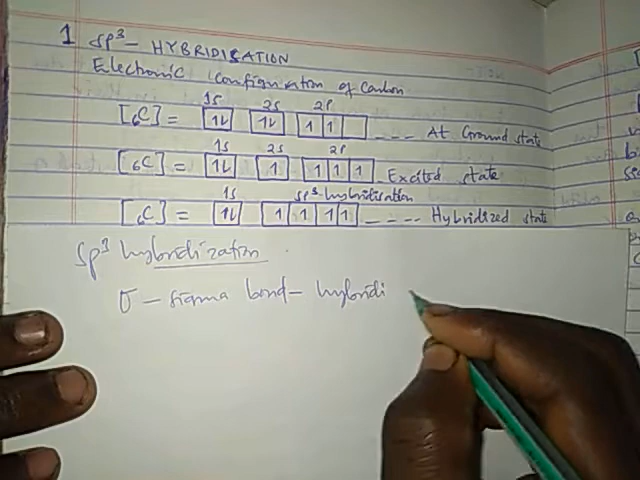 1 SP³ - HYBRIDISATION
Electronic Configuration of Carbon
1s 2s 2P
[₆C] = 1L 1L 1 1 ---- At Ground state
1s 2s 2P
[₆C] = 1L 1 1 1 1 Excited state
1s SP³ hybridisation
[₆C] = 1L 1 1 1 1 ---- Hybridized state
SP³ hybridization
σ - sigma bond - hybridi